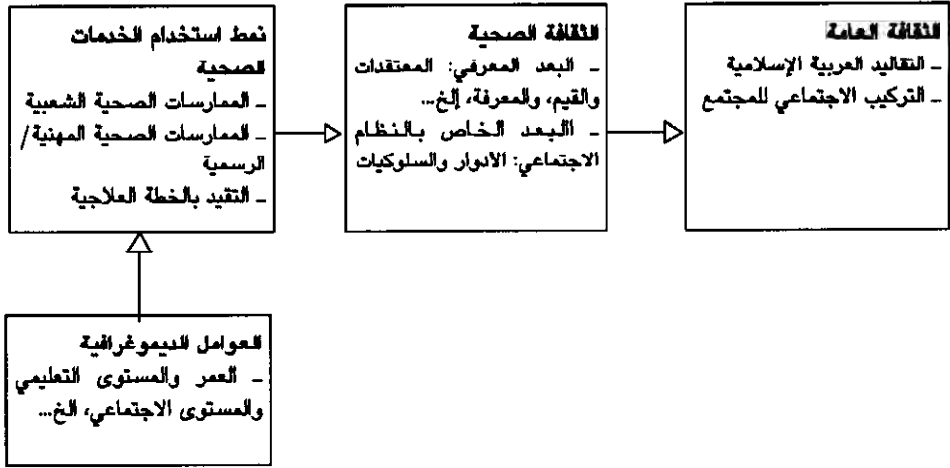 الثقافة العامة
ـ التقاليد العربية الإسلامية
ـ التركيب الاجتماعي للمجتمع
الثقافة الصحية
ـ البعد المعرفي: المعتقدات
والقيم، والمعرفة، إلخ...
ـ االبعد الخاص بالنظام
الاجتماعي: الأدوار والسلوكيات
نمط استخدام الخدمات
الصحية
ـ الممارسات الصحية الشعبية
ـ الممارسات الصحية المهنية/
الرسمية
ـ التقيد بالخطة العلاجية
العوامل الديموغرافية
ـ العمر والمستوى التعليمي
والمستوى الاجتماعي، الخ...